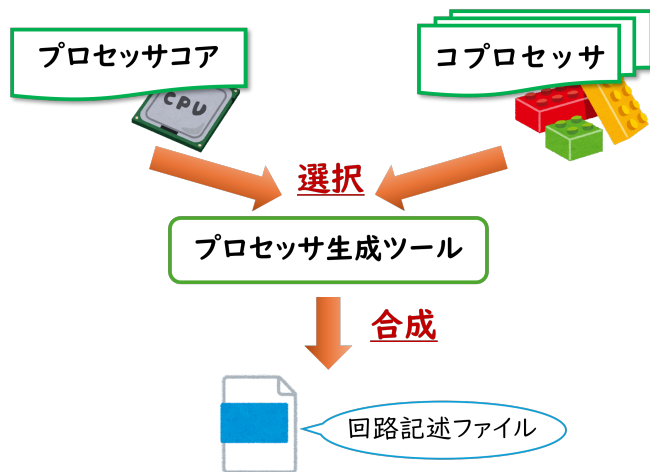 プロセッサコア
コプロセッサ
CPU
選択
プロセッサ生成ツール
合成
回路記述ファイル